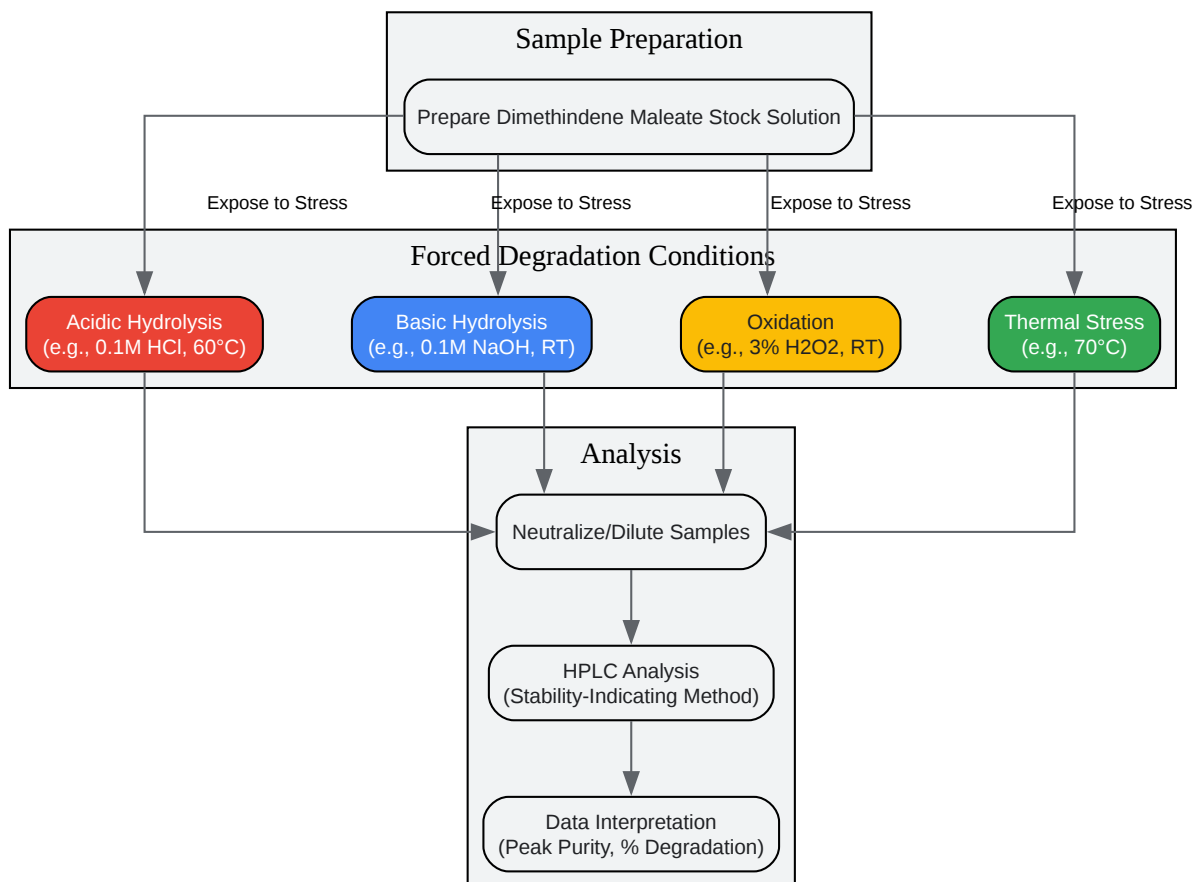 Sample Preparation
Prepare Dimethindene Maleate Stock Solution
Expose to Stress
Expose to Stress
Expose to Stress
Expose to Stress
Forced Degradation Conditions
Acidic Hydrolysis
(e.g., 0.1M HCl, 60°C)
Basic Hydrolysis
(e.g., 0.1M NaOH, RT)
Oxidation
(e.g., 3% H2O2, RT)
Thermal Stress
(e.g., 70°C)
Analysis
Neutralize/Dilute Samples
HPLC Analysis
(Stability-Indicating Method)
Data Interpretation
(Peak Purity, % Degradation)